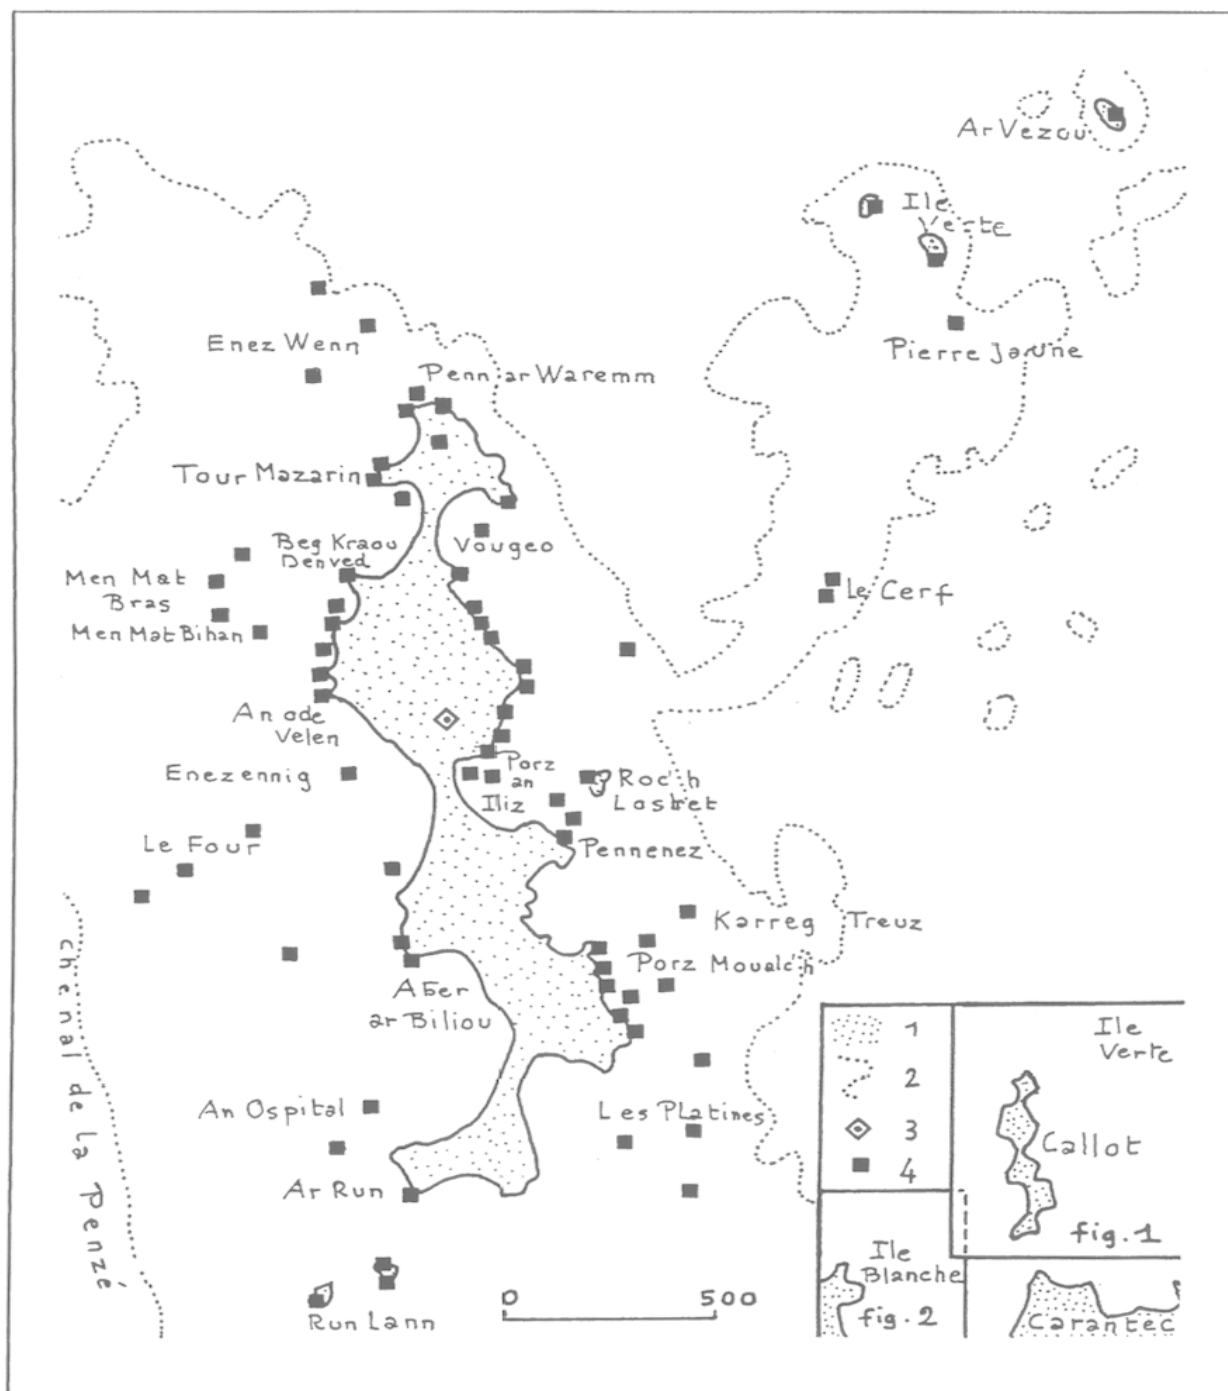 Ar Vezou
Ile
Verte
Enez Wenn
Pierre Jaune
Penn ar Waremm
Tour Mazarin
Beg Kraou
Denved
Vougeo
Men Mat
Bras
Le Cerf
Men Mat Bihan
An ode
Velen
Enezennig
Porz
an
Iliz
Roc'h
Lastret
Le Four
Pennenez
Karreg Treuz
Porz Moualc'h
Aber
ar Biliou
chenal de la Penzé
An Ospital
Les Platines
Ar Run
Run Lann
0 500
1
2
3
4
Ile
Verte
Callot
fig. 1
Ile
Blanche
fig. 2
Carantec